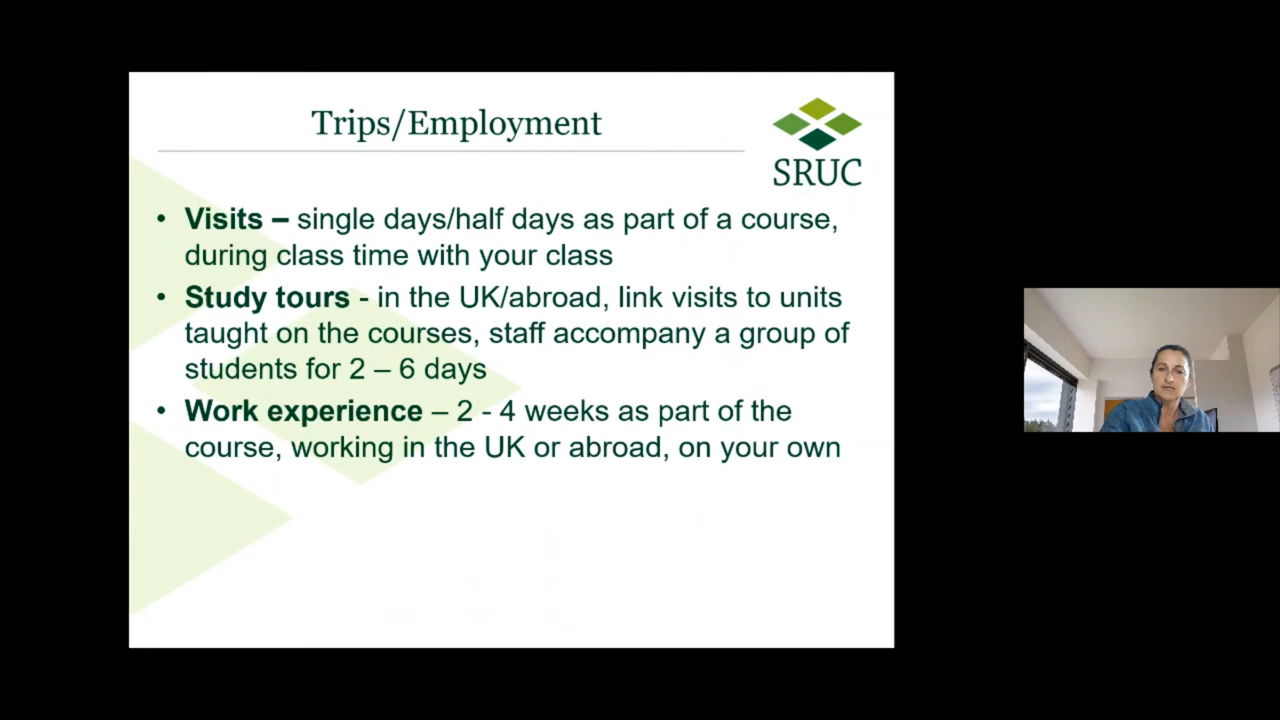 Trips/Employment
SRUC
• Visits – single days/half days as part of a course,
during class time with your class
• Study tours - in the UK/abroad, link visits to units
taught on the courses, staff accompany a group of
students for 2 – 6 days
• Work experience – 2 - 4 weeks as part of the
course, working in the UK or abroad, on your own